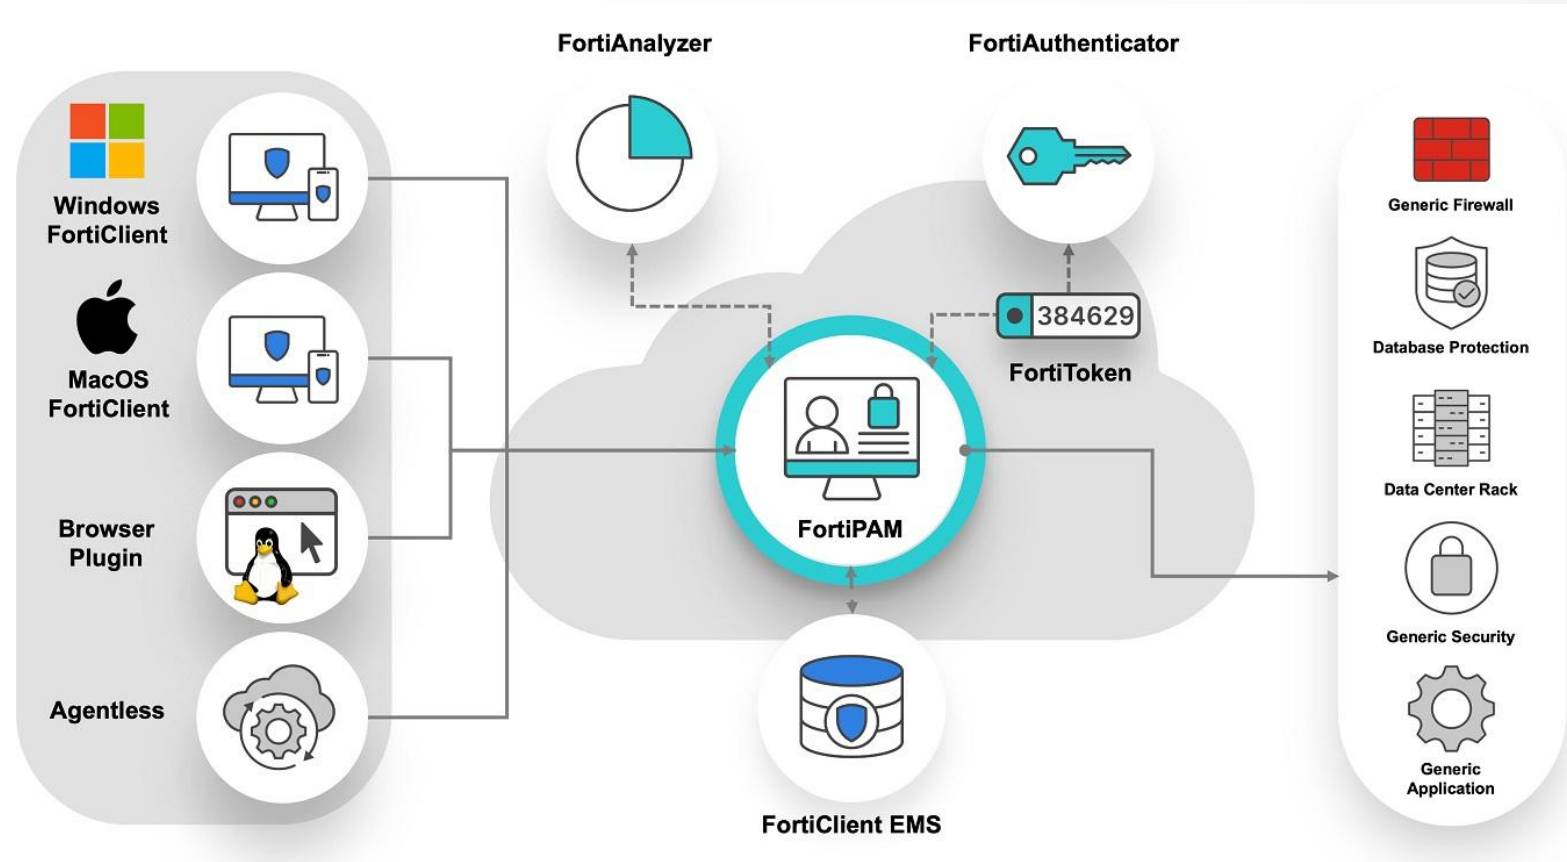 FortiAnalyzer
FortiAuthenticator
Windows
FortiClient
MacOS
FortiClient
Browser
Plugin
Agentless
384629
FortiToken
FortiPAM
FortiClient EMS
Generic Firewall
Database Protection
Data Center Rack
Generic Security
Generic
Application